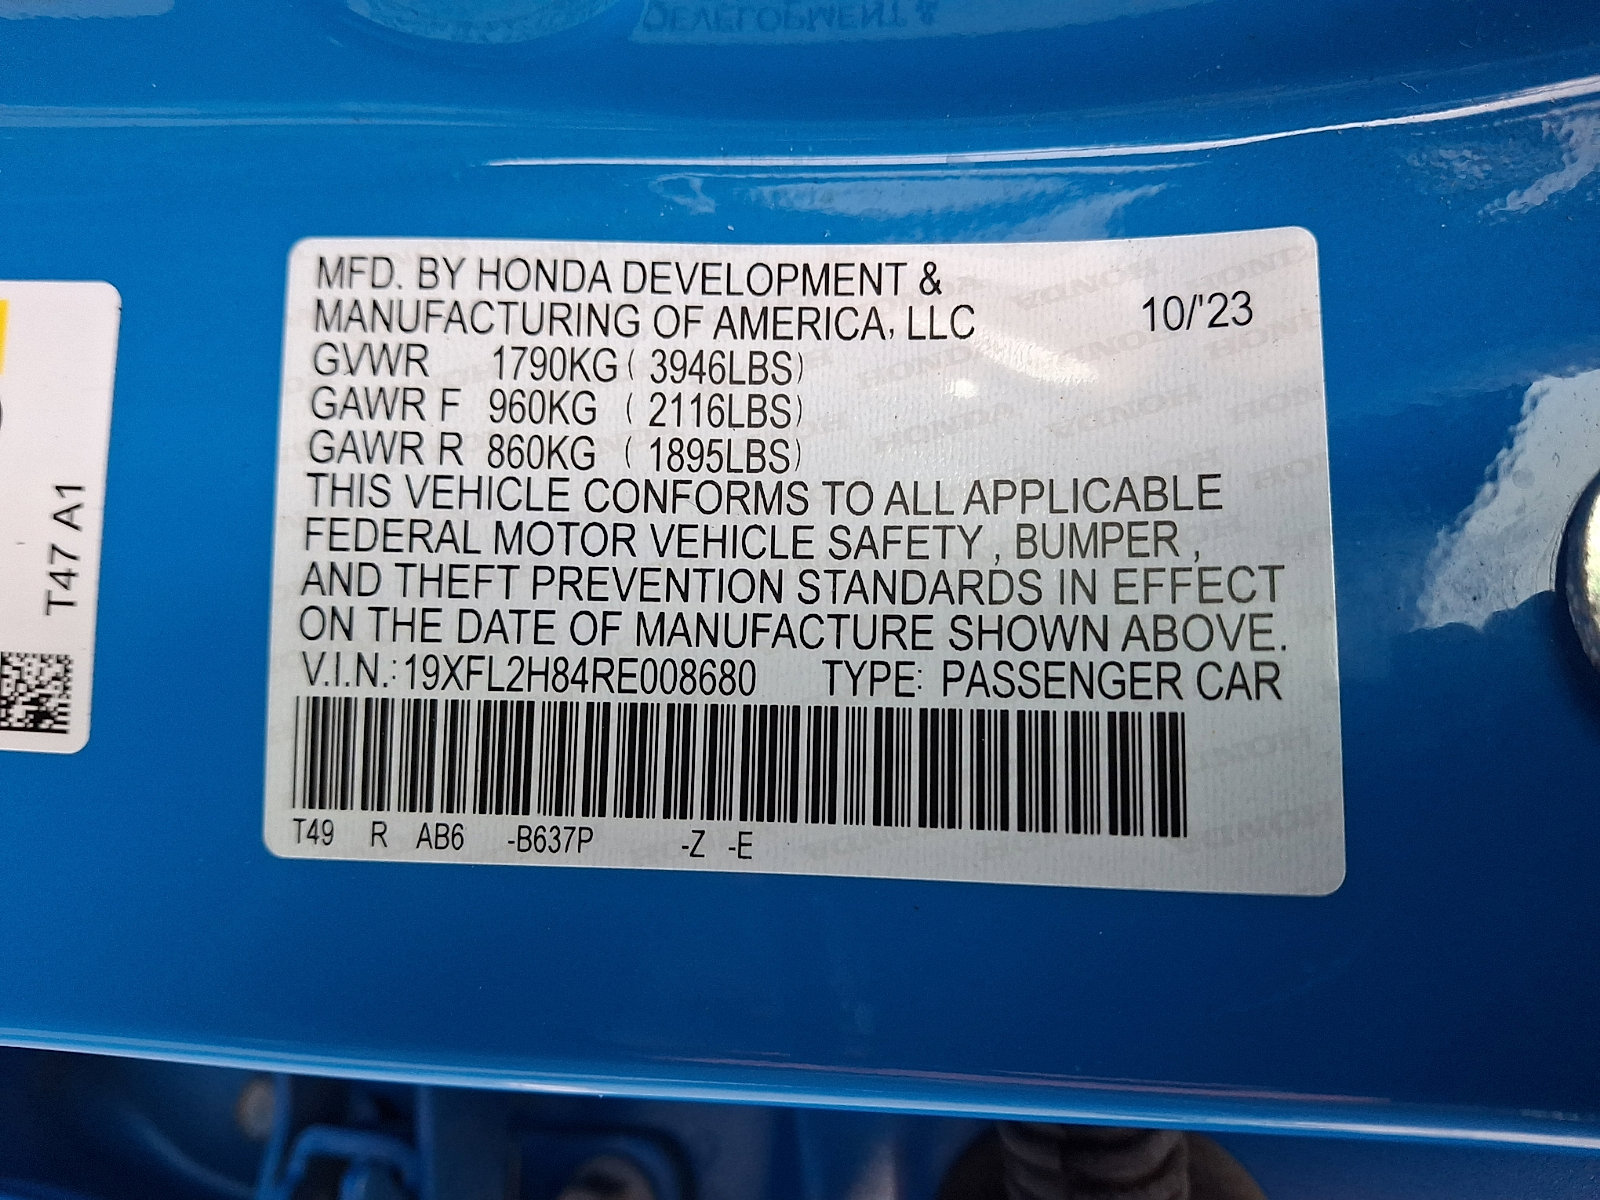 MFD. BY HONDA DEVELOPMENT &
MANUFACTURING OF AMERICA, LLC
10/'23
GVWR 1790KG ( 3946LBS)
GAWR F 960KG ( 2116LBS)
GAWR R 860KG ( 1895LBS)
THIS VEHICLE CONFORMS TO ALL APPLICABLE
FEDERAL MOTOR VEHICLE SAFETY , BUMPER ,
AND THEFT PREVENTION STANDARDS IN EFFECT
ON THE DATE OF MANUFACTURE SHOWN ABOVE.
V.I.N.: 19XFL2H84RE008680 TYPE: PASSENGER CAR
T49 R AB6 -B637P -Z -E
T47 A1